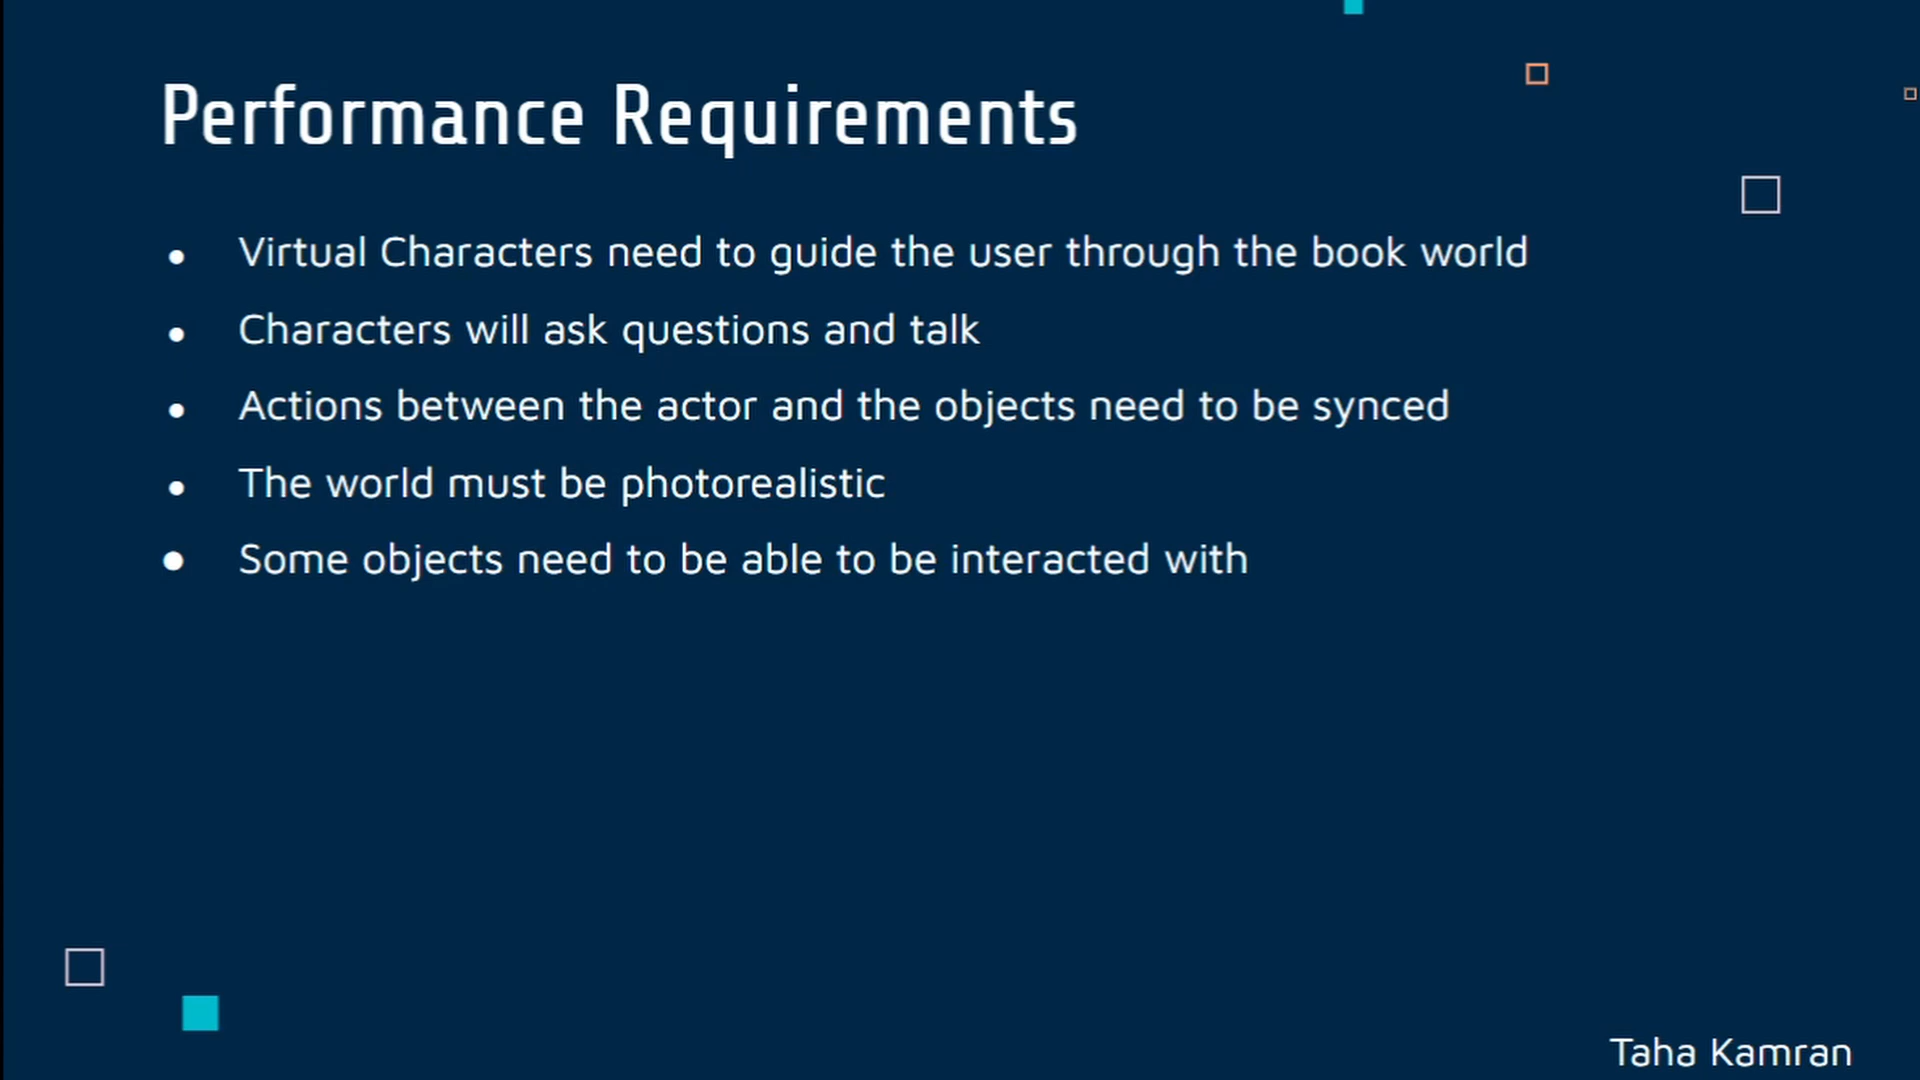 Performance Requirements
● Virtual Characters need to guide the user through the book world
● Characters will ask questions and talk
● Actions between the actor and the objects need to be synced
● The world must be photorealistic
● Some objects need to be able to be interacted with
Taha Kamran